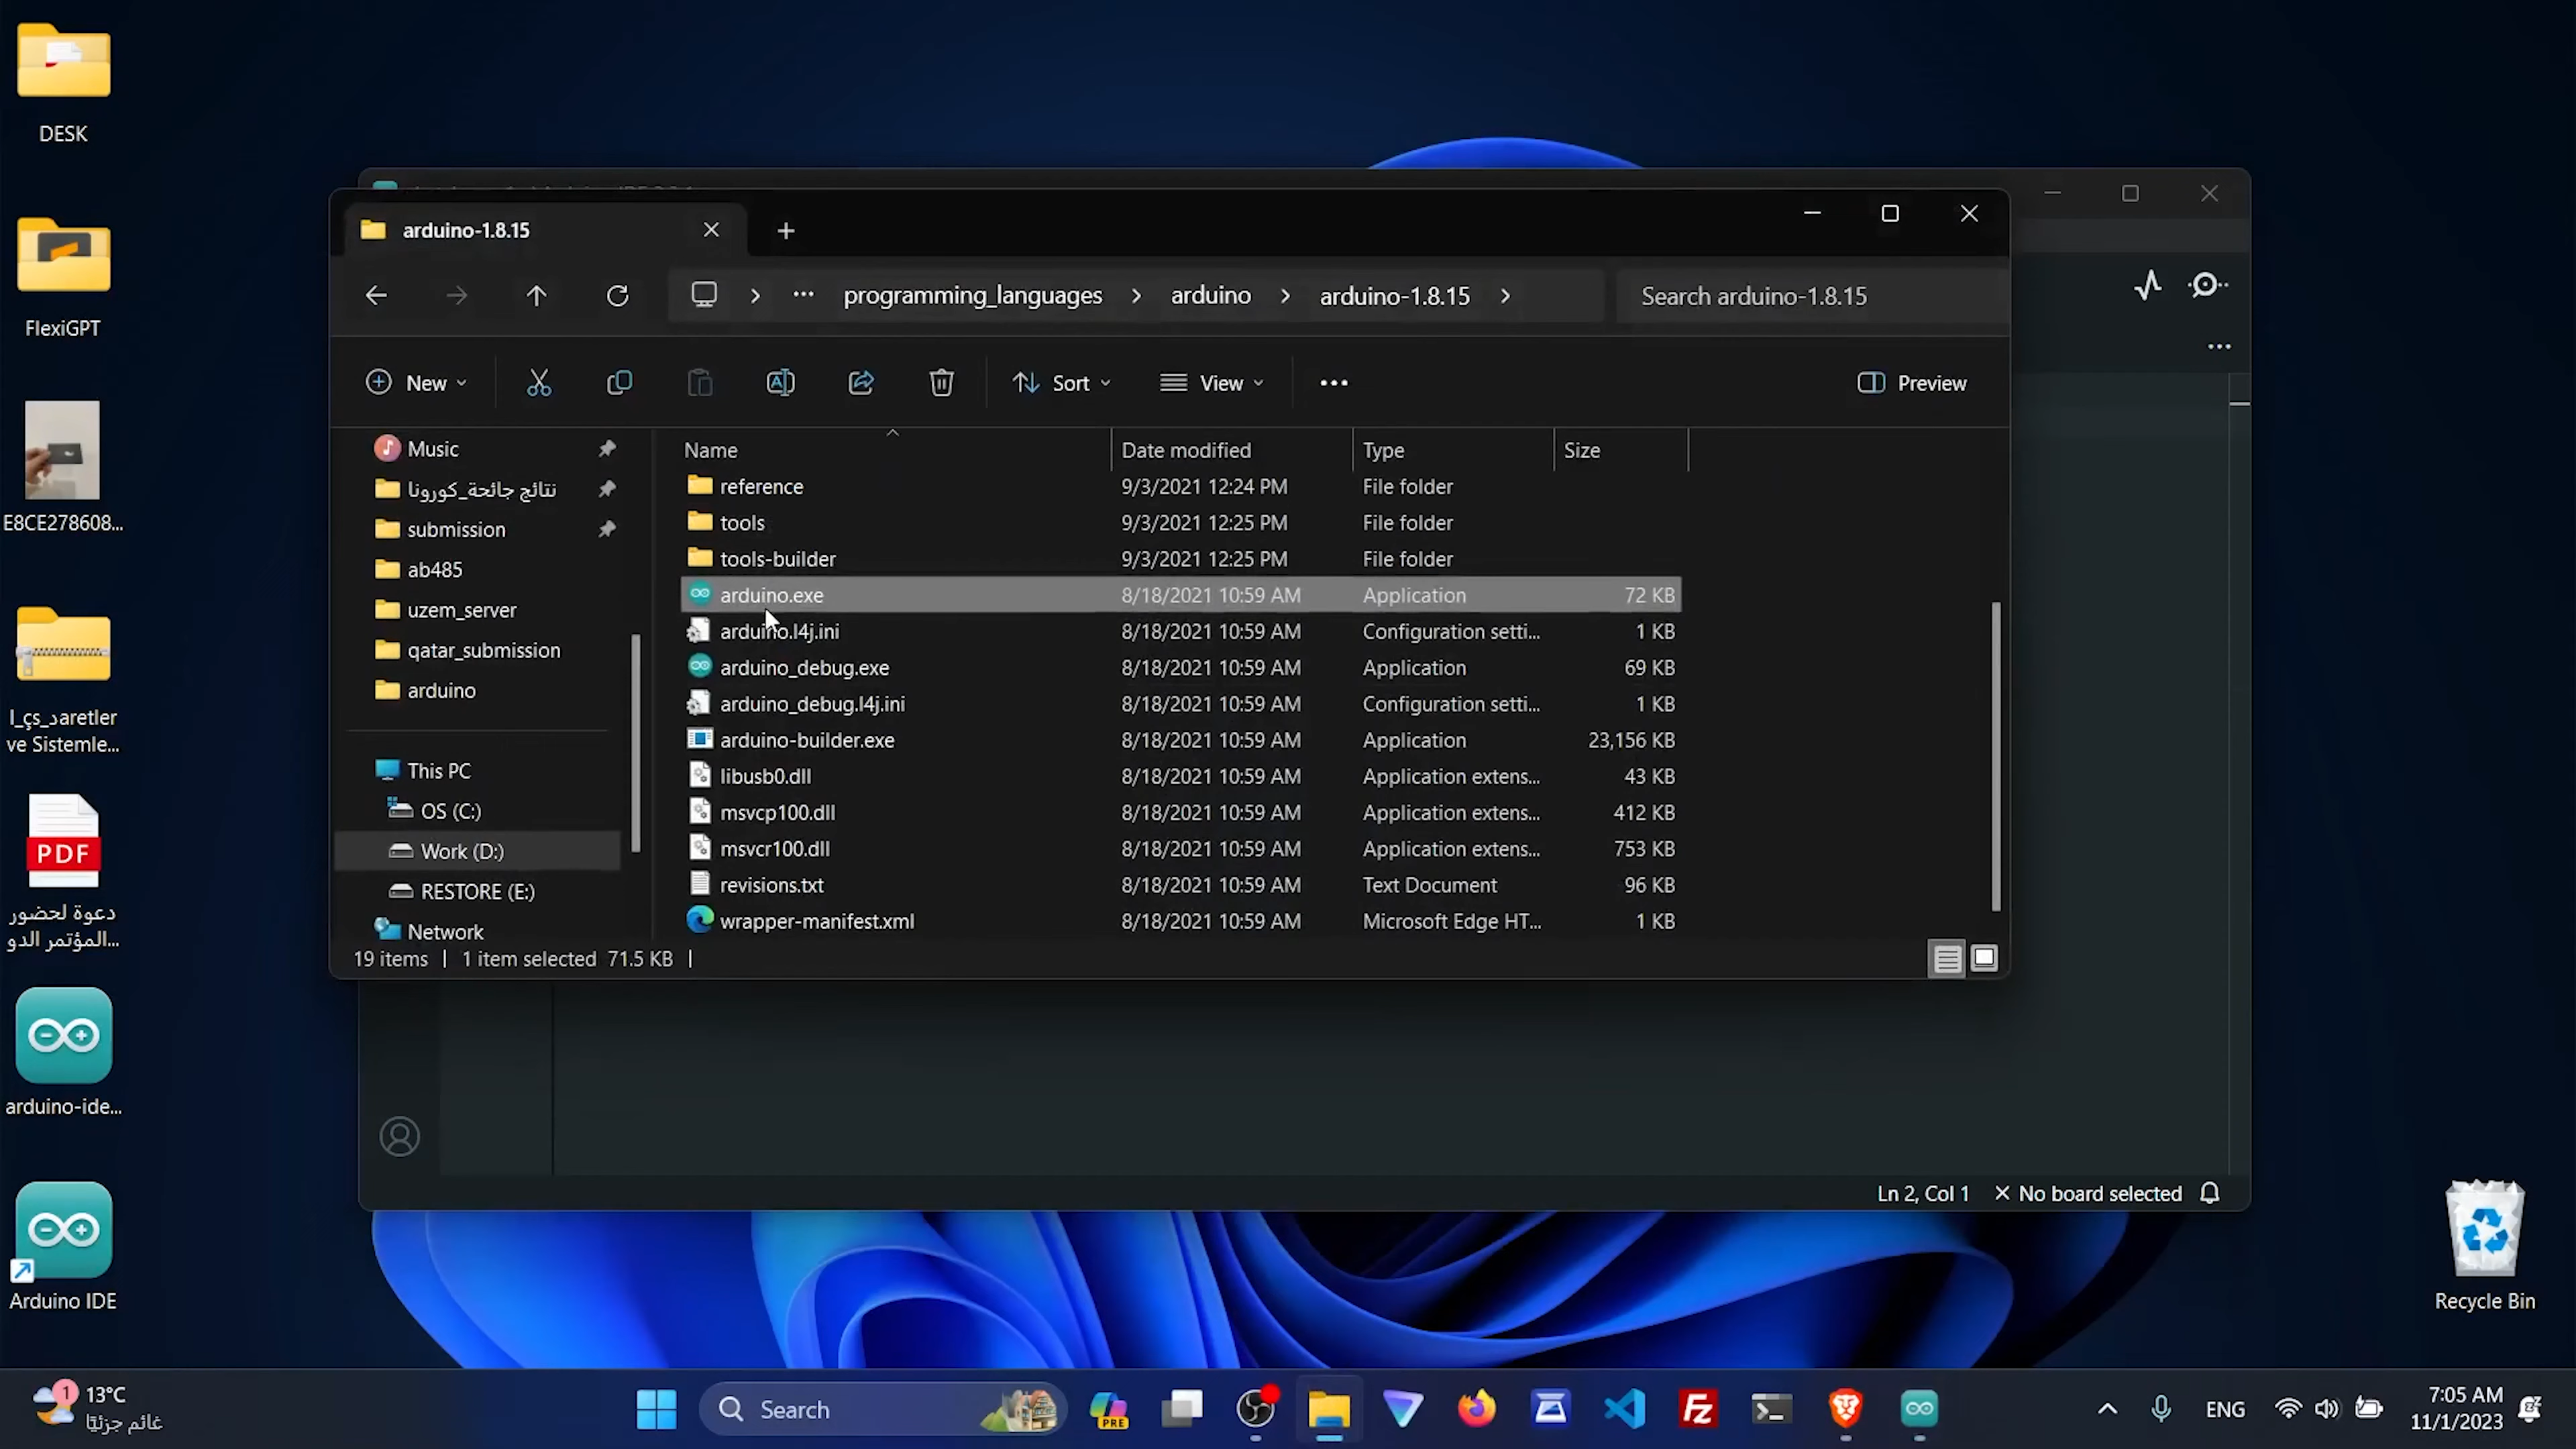 DESK
FlexiGPT
E8CE278608...
ve Sistemle...
PDF
دعوة لحضور
المؤتمر الدو...
arduino-ide...
Arduino IDE
Recycle Bin
arduino-1.8.15
programming_languages
arduino
arduino-1.8.15
Search arduino-1.8.15
New
Sort
View
Preview
Music
نتائج جائحة_كورونا
submission
ab485
uzem_server
qatar_submission
arduino
This PC
OS (C:)
Work (D:)
RESTORE (E:)
Network
Name Date modified Type Size
reference 9/3/2021 12:24 PM File folder
tools 9/3/2021 12:25 PM File folder
tools-builder 9/3/2021 12:25 PM File folder
arduino.exe 8/18/2021 10:59 AM Application 72 KB
arduino.l4j.ini 8/18/2021 10:59 AM Configuration setti... 1 KB
arduino_debug.exe 8/18/2021 10:59 AM Application 69 KB
arduino_debug.l4j.ini 8/18/2021 10:59 AM Configuration setti... 1 KB
arduino-builder.exe 8/18/2021 10:59 AM Application 23,156 KB
libusb0.dll 8/18/2021 10:59 AM Application extens... 43 KB
msvcp100.dll 8/18/2021 10:59 AM Application extens... 412 KB
msvcr100.dll 8/18/2021 10:59 AM Application extens... 753 KB
revisions.txt 8/18/2021 10:59 AM Text Document 96 KB
wrapper-manifest.xml 8/18/2021 10:59 AM Microsoft Edge HT... 1 KB
19 items 1 item selected 71.5 KB
Ln 2, Col 1 No board selected
1
13°C
غائم جزئيًا
Search
PRE
Fz
ENG
7:05 AM
11/1/2023